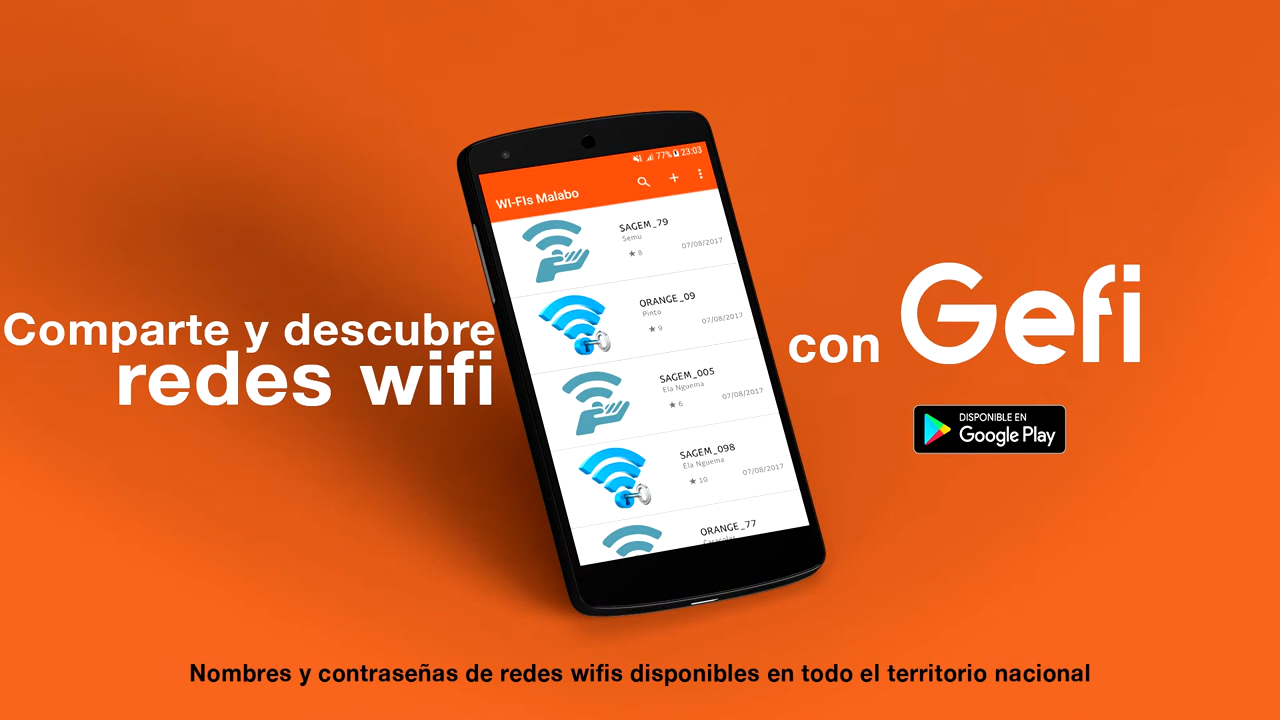 Comparte y descubre
redes wifi
77% 23:03
WI-FIs Malabo
SAGEM_79
Semu
8
07/08/2017
ORANGE_09
Pinto
9
07/08/2017
SAGEM_005
Ela Nguema
6
07/08/2017
SAGEM_098
Ela Nguema
10
07/08/2017
ORANGE_77
con Gefi
DISPONIBLE EN
Google Play
Nombres y contraseñas de redes wifis disponibles en todo el territorio nacional